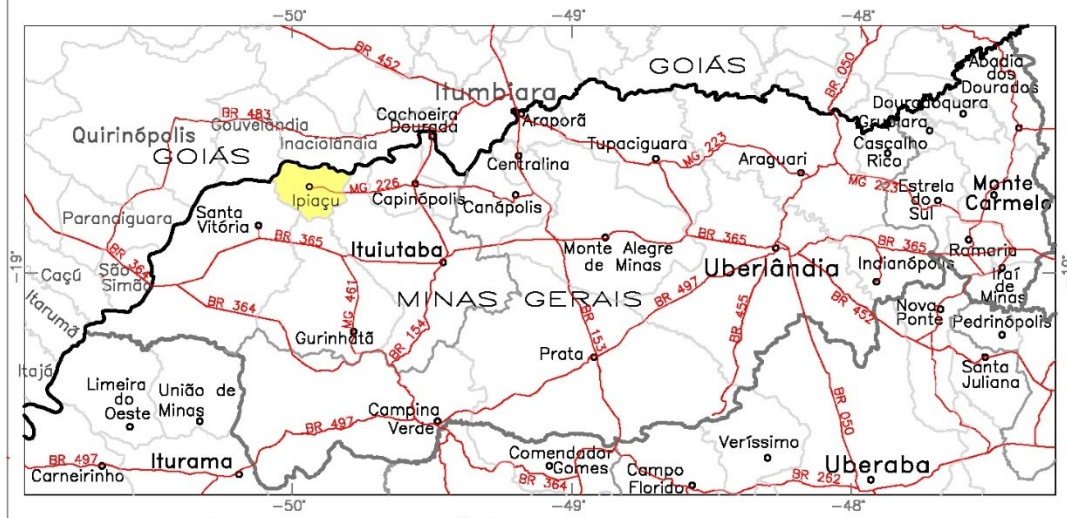 -50
-49
-48
BR 452
GOIÁS
BR 050
Abadia
dos
Dourados
Itumbiara
BR 483
Cachoeira
Dourada
Araporã
Douradoquara
Grupiara
Quirinópolis
Gouvelândia
Inaciolândia
GOIÁS
Centralina
Tupaciguara
MG 223
Cascalho
Rico
Araguari
MG 226
Ipiaçu
Capinópolis
Canápolis
MG 223
Estrela
do
Sul
Monte
Carmelo
Paranaiguara
Santa
Vitória
BR 365
Ituiutaba
Monte Alegre
de Minas
BR 365
Uberlândia
BR 365
Romaria
Indianópolis
Iraí
de
Minas
-19
-19
Caçú
BR 364
São
Simão
Itarumã
BR 364
MG 461
MINAS GERAIS
BR 497
BR 455
BR 452
Nova
Ponte
Pedrinópolis
Gurinhatã
BR 154
BR 153
Prata
Santa
Juliana
Itajá
Limeira
do
Oeste
União de
Minas
Campina
Verde
BR 497
BR 050
Veríssimo
BR 497
Carneirinho
Iturama
Comendador
Gomes
BR 364
Campo
Florido
BR 262
Uberaba
-50
-49
-48